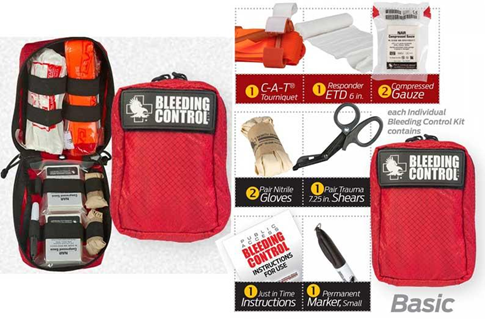 BLEEDING
CONTROL
1 C-A-T®
Tourniquet
1 Responder
ETD 6 in.
NAR
Compressed Gauze
2 Compressed
Gauze
each individual
Bleeding Control Kit
contains
2 Pair Nitrile
Gloves
1 Pair Trauma
7.25 in. Shears
BLEEDING
CONTROL
PUBLIC
ACCESS
BLEEDING
CONTROL
INSTRUCTIONS
FOR USE
1 Just in Time
Instructions
1 Permanent
Marker, Small
Basic